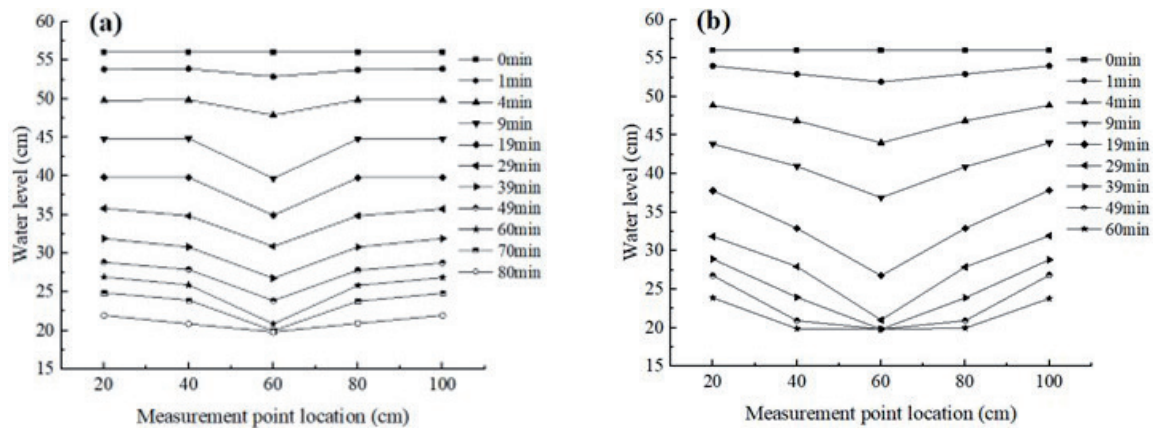 (a)
60
55
50
45
40
35
30
25
20
15
Water level (cm)
20 40 60 80 100
Measurement point location (cm)
0min
1min
4min
9min
19min
29min
39min
49min
60min
70min
80min
(b)
60
55
50
45
40
35
30
25
20
15
Water level (cm)
20 40 60 80 100
Measurement point location (cm)
0min
1min
4min
9min
19min
29min
39min
49min
60min